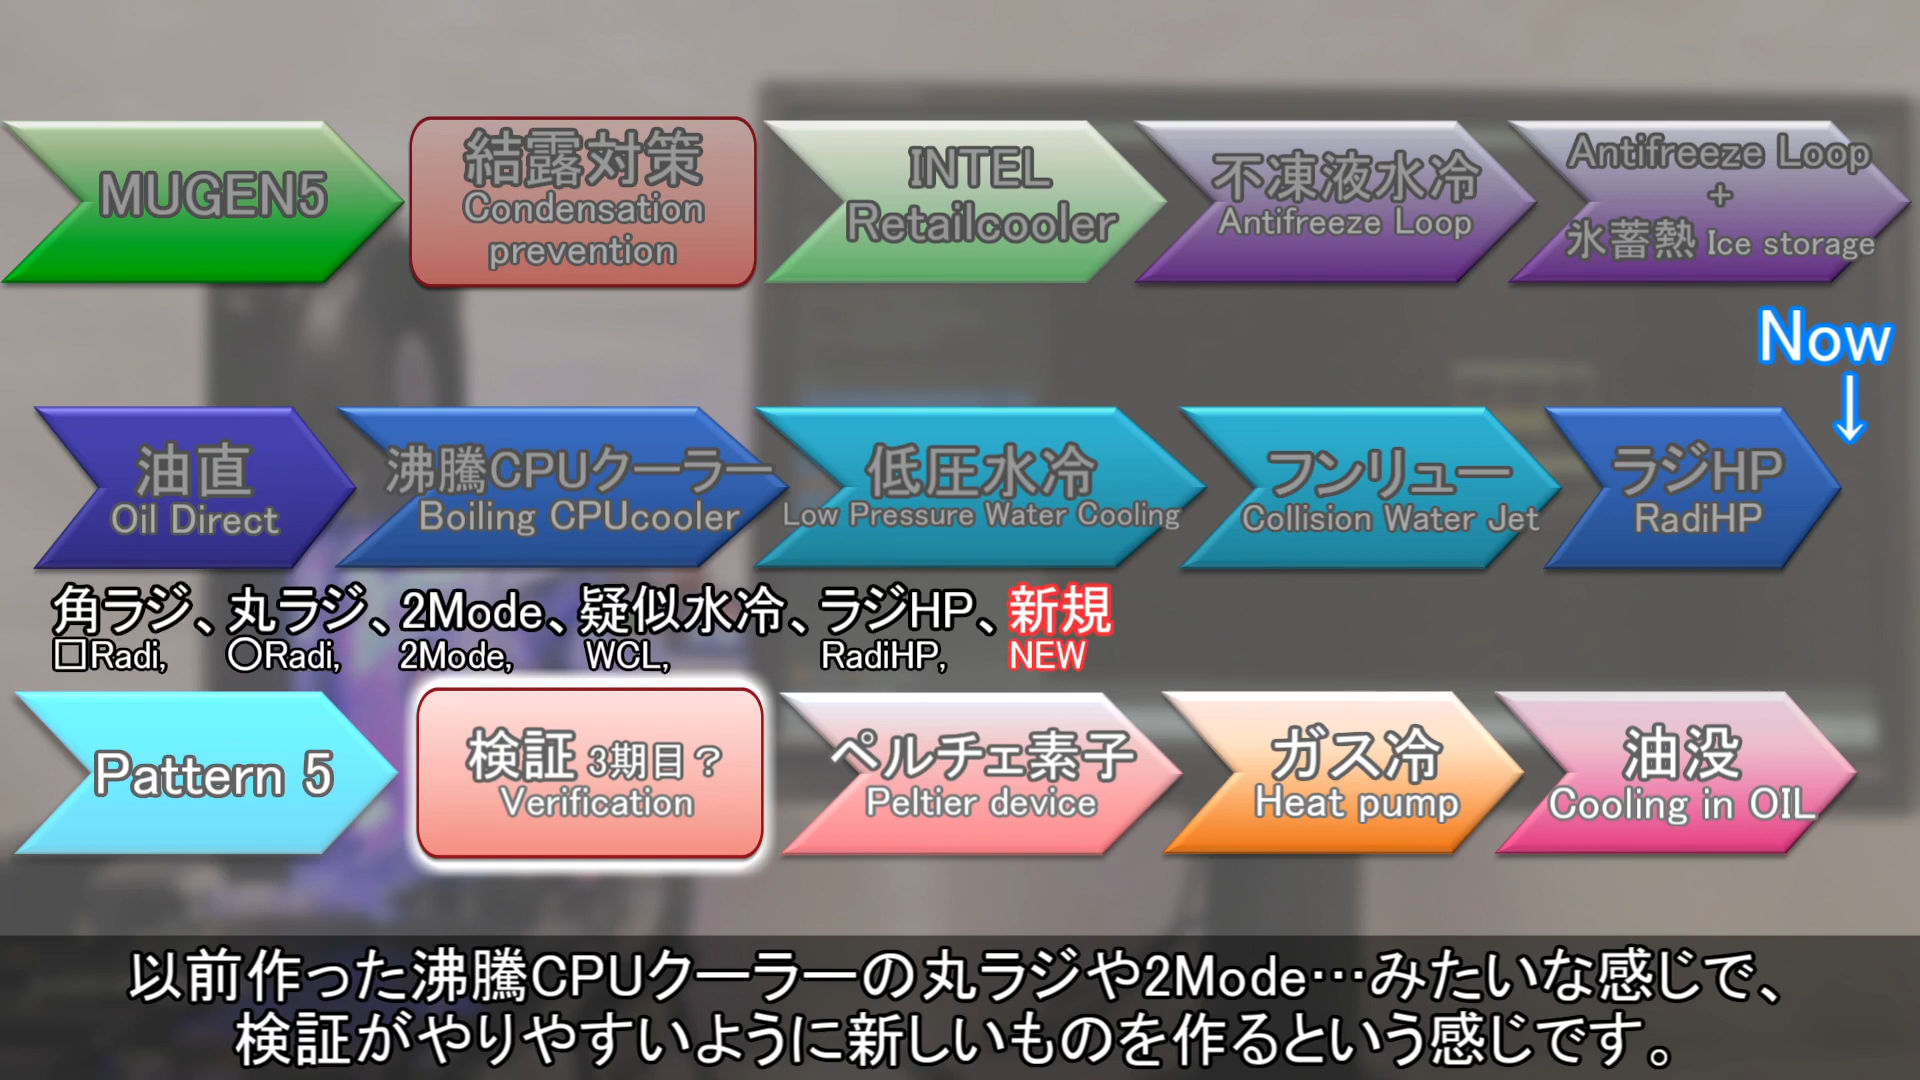 MUGEN5
結露対策
Condensation
prevention
INTEL
Retailcooler
不凍液水冷
Antifreeze Loop
Antifreeze Loop
+
氷蓄熱 Ice storage
Now
↓
油直
Oil Direct
沸騰CPUクーラー
Boiling CPUcooler
低圧水冷
Low Pressure Water Cooling
フンリュー
Collision Water Jet
ラジHP
RadiHP
角ラジ、丸ラジ、2Mode、疑似水冷、ラジHP、新規
□Radi, 〇Radi, 2Mode, WCL, RadiHP, NEW
Pattern 5
検証 3期目？
Verification
ペルチェ素子
Peltier device
ガス冷
Heat pump
油没
Cooling in OIL
以前作った沸騰CPUクーラーの丸ラジや2Mode…みたいな感じで、
検証がやりやすいように新しいものを作るという感じです。